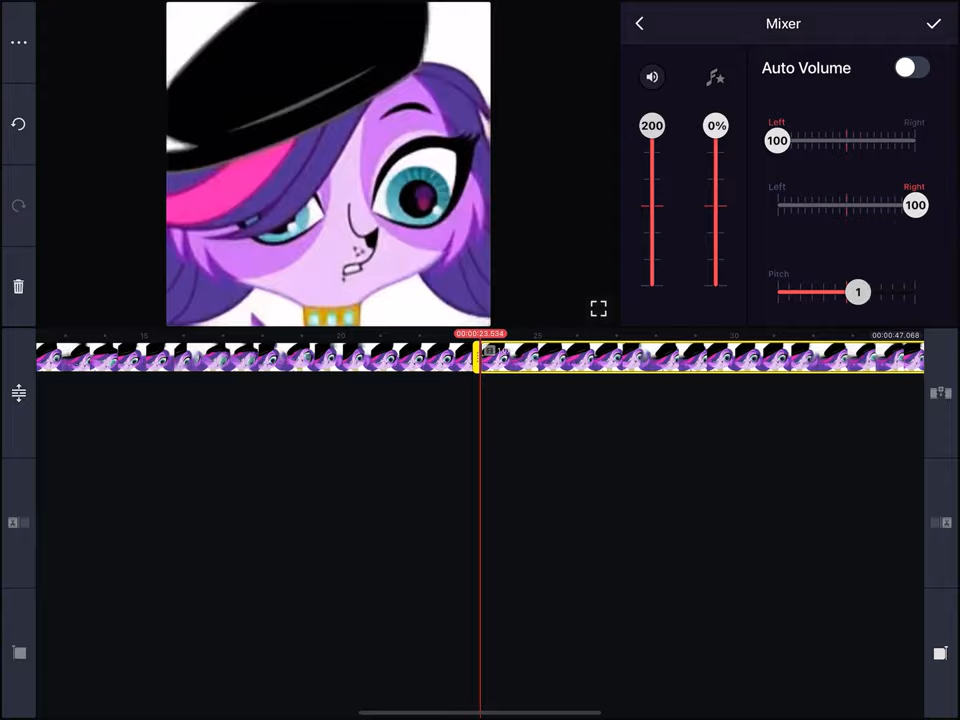 Mixer
Auto Volume
200
0%
Left
Right
100
Left
Right
100
Pitch
1
15
20
00:00:23.534
25
30
00:00:47.068